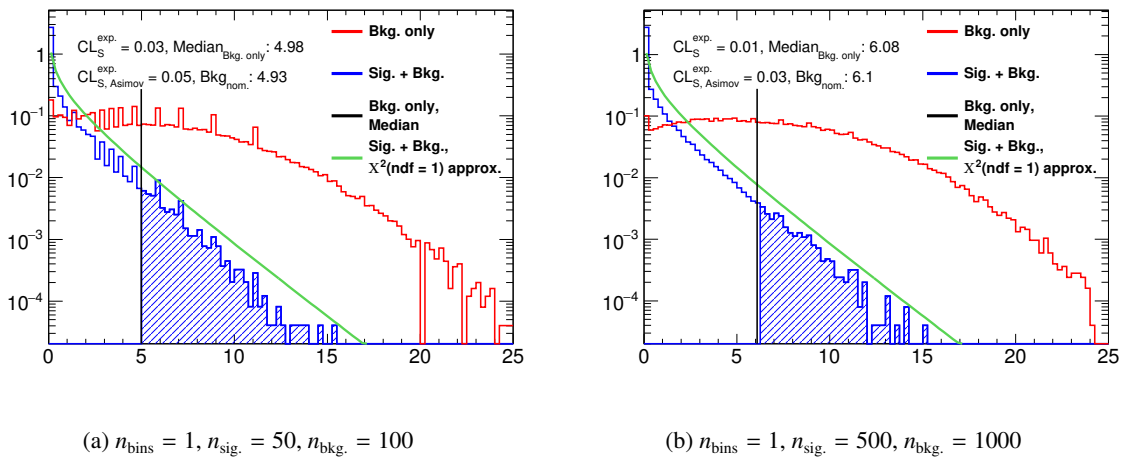 CL_S^exp. = 0.03, Median_Bkg. only: 4.98
CL_S, Asimov^exp. = 0.05, Bkg_nom.: 4.93
Bkg. only
Sig. + Bkg.
Bkg. only,
Median
Sig. + Bkg.,
X²(ndf = 1) approx.
1
10⁻¹
10⁻²
10⁻³
10⁻⁴
0 5 10 15 20 25
(a) n_bins = 1, n_sig. = 50, n_bkg. = 100
CL_S^exp. = 0.01, Median_Bkg. only: 6.08
CL_S, Asimov^exp. = 0.03, Bkg_nom.: 6.1
Bkg. only
Sig. + Bkg.
Bkg. only,
Median
Sig. + Bkg.,
X²(ndf = 1) approx.
1
10⁻¹
10⁻²
10⁻³
10⁻⁴
0 5 10 15 20 25
(b) n_bins = 1, n_sig. = 500, n_bkg. = 1000